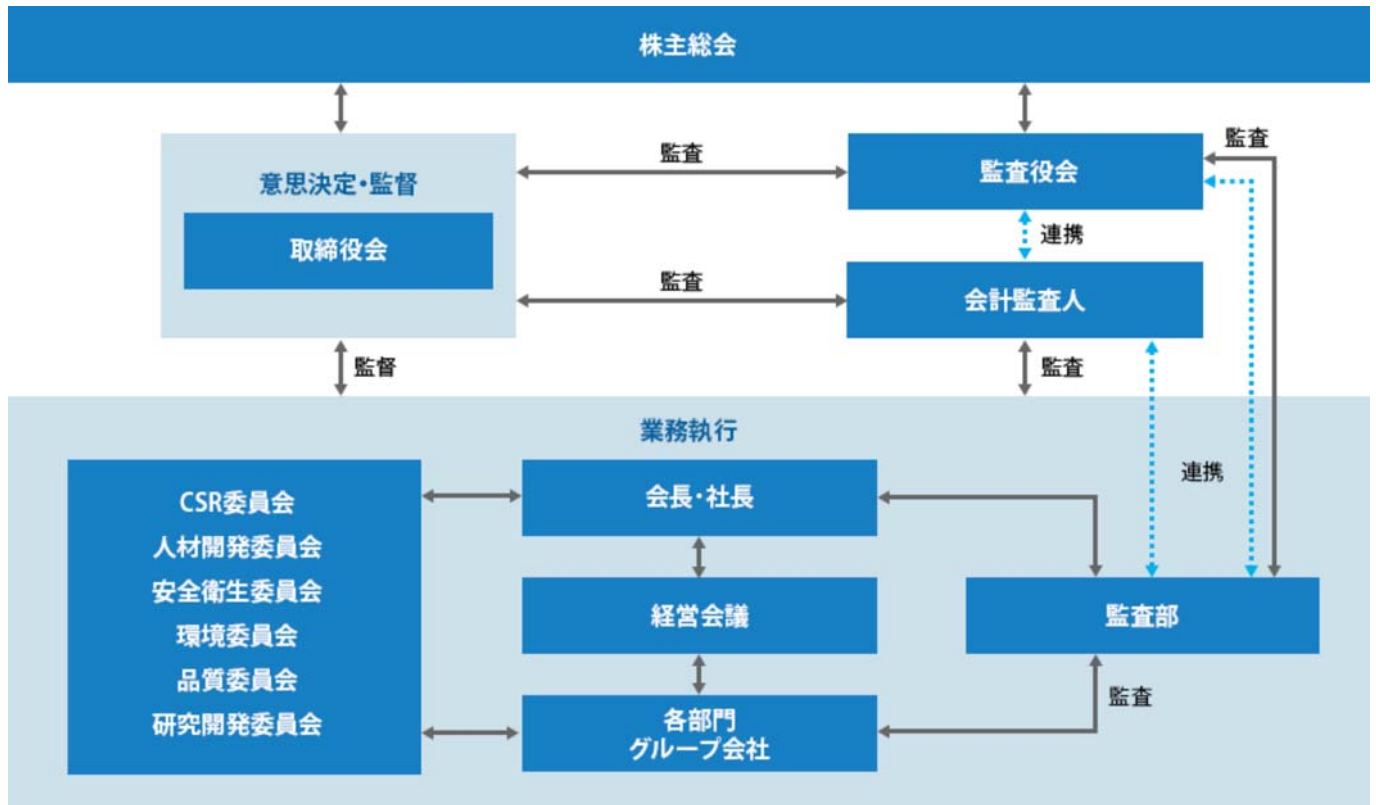 株主総会
監査
監査
意思決定・監督
監査役会
取締役会
連携
監査
会計監査人
監督
監査
業務執行
連携
CSR委員会
人材開発委員会
安全衛生委員会
環境委員会
品質委員会
研究開発委員会
会長・社長
経営会議
各部門
グループ会社
監査部
監査